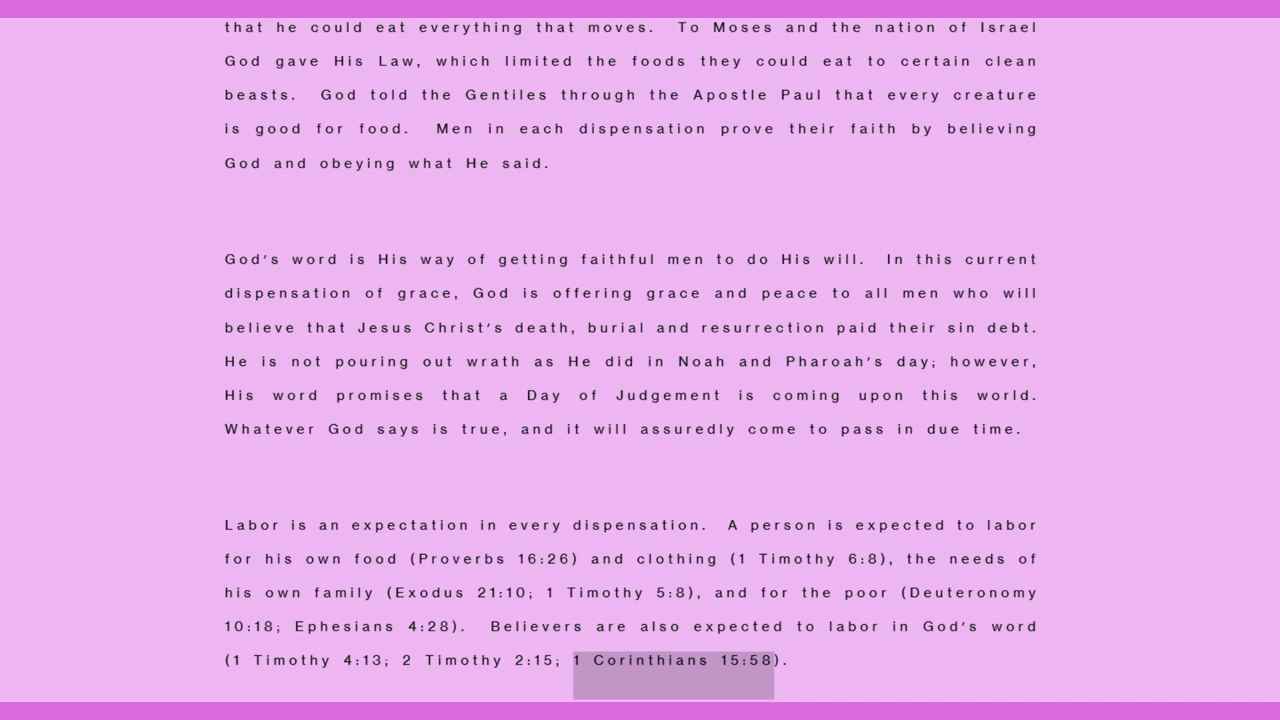 that he could eat everything that moves. To Moses and the nation of Israel
God gave His Law, which limited the foods they could eat to certain clean
beasts. God told the Gentiles through the Apostle Paul that every creature
is good for food. Men in each dispensation prove their faith by believing
God and obeying what He said.
God's word is His way of getting faithful men to do His will. In this current
dispensation of grace, God is offering grace and peace to all men who will
believe that Jesus Christ's death, burial and resurrection paid their sin debt.
He is not pouring out wrath as He did in Noah and Pharoah's day; however,
His word promises that a Day of Judgement is coming upon this world.
Whatever God says is true, and it will assuredly come to pass in due time.
Labor is an expectation in every dispensation. A person is expected to labor
for his own food (Proverbs 16:26) and clothing (1 Timothy 6:8), the needs of
his own family (Exodus 21:10; 1 Timothy 5:8), and for the poor (Deuteronomy
10:18; Ephesians 4:28). Believers are also expected to labor in God's word
(1 Timothy 4:13; 2 Timothy 2:15; 1 Corinthians 15:58).